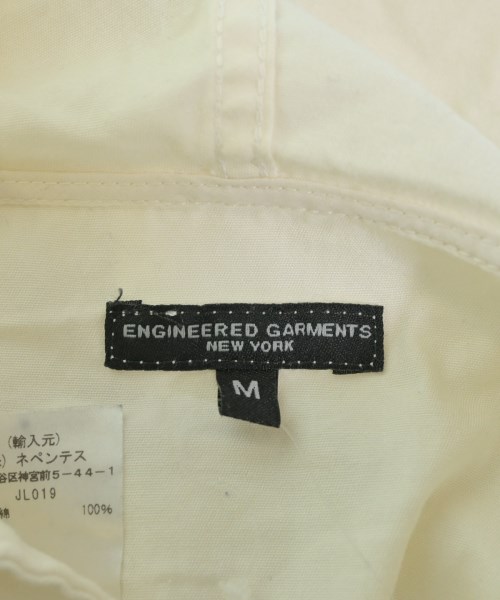 ENGINEERED GARMENTS
NEW YORK
M
(輸入元)
) ネペンテス
谷区神宮前5-44-1
JL019
綿 100%